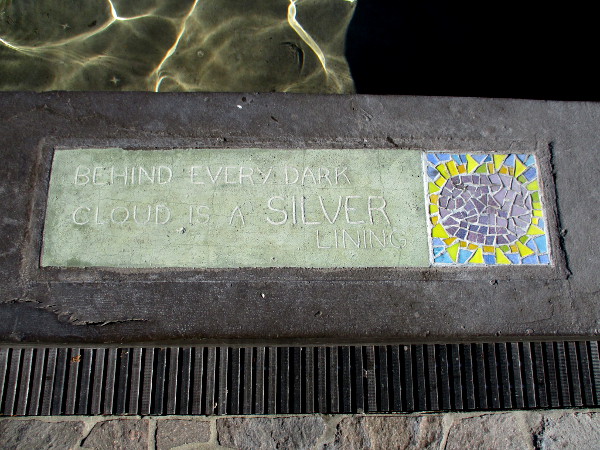 BEHIND EVERY DARK
CLOUD IS A SILVER
LINING